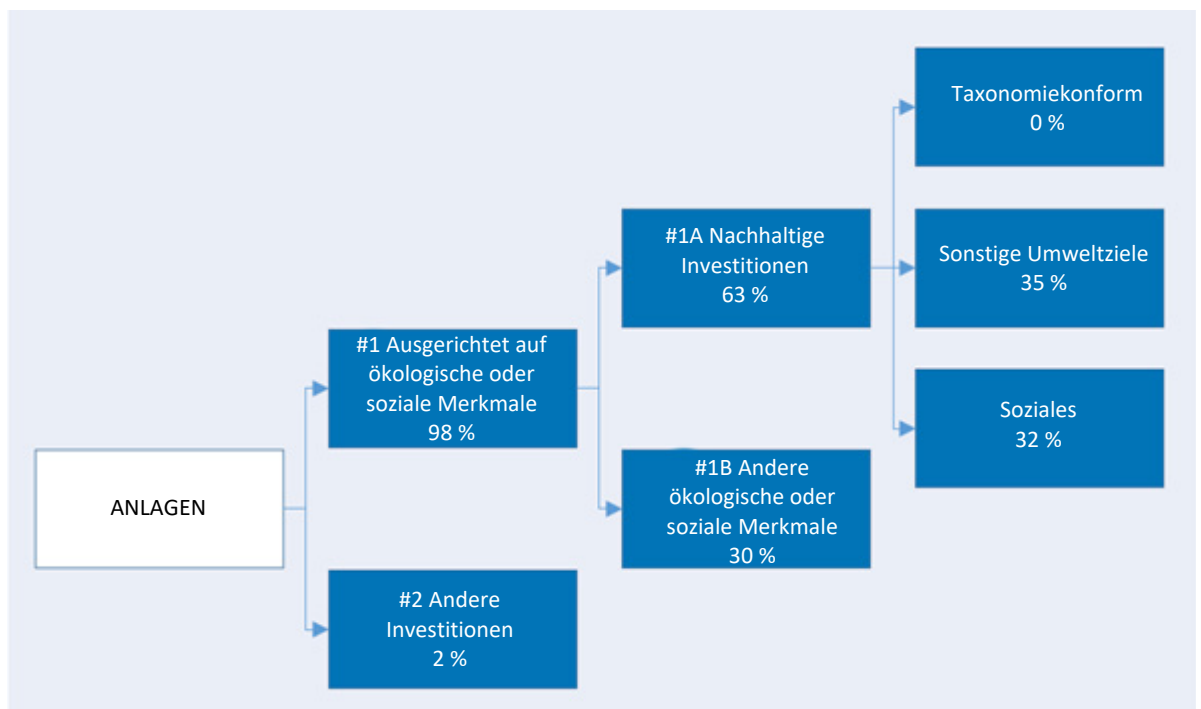 ANLAGEN
#1 Ausgerichtet auf
ökologische oder
soziale Merkmale
98 %
#2 Andere
Investitionen
2 %
#1A Nachhaltige
Investitionen
63 %
#1B Andere
ökologische oder
soziale Merkmale
30 %
Taxonomiekonform
0 %
Sonstige Umweltziele
35 %
Soziales
32 %